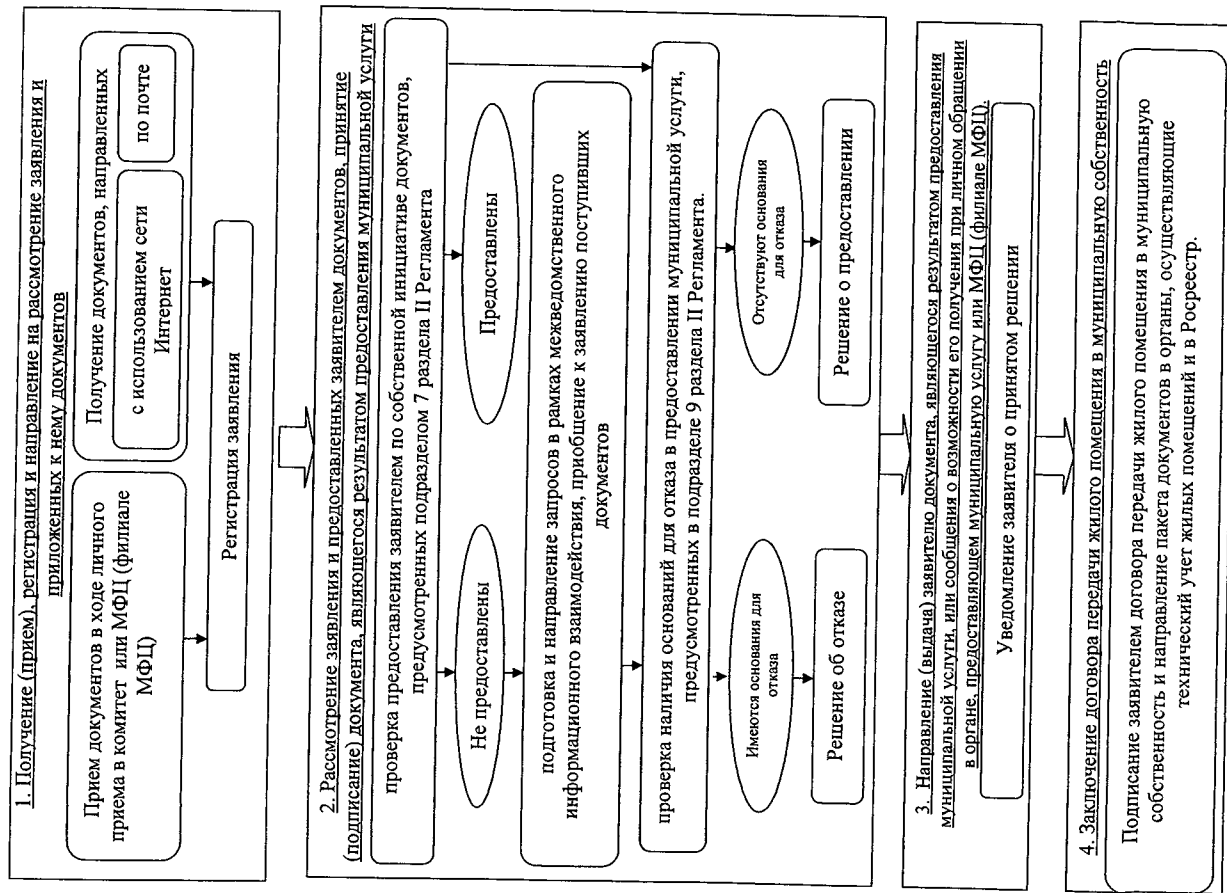 1. Получение (прием), регистрация и направление на рассмотрение заявления и
приложенных к нему документов
Прием документов в ходе личного
приема в комитет или МФЦ (филиале
МФЦ)
Получение документов, направленных
с использованием сети
Интернет
по почте
Регистрация заявления
2. Рассмотрение заявления и предоставленных заявителем документов, принятие
(подписание) документа, являющегося результатом предоставления муниципальной услуги
проверка предоставления заявителем по собственной инициативе документов,
предусмотренных подразделом 7 раздела II Регламента
Не предоставлены
Предоставлены
подготовка и направление запросов в рамках межведомственного
информационного взаимодействия, приобщение к заявлению поступивших
документов
проверка наличия оснований для отказа в предоставлении муниципальной услуги,
предусмотренных в подразделе 9 раздела II Регламента.
Имеются основания для
отказа
Отсутствуют основания
для отказа
Решение об отказе
Решение о предоставлении
3. Направление (выдача) заявителю документа, являющегося результатом предоставления
муниципальной услуги, или сообщения о возможности его получения при личном обращении
в органе, предоставляющем муниципальную услугу или МФЦ (филиале МФЦ).
Уведомление заявителя о принятом решении
4. Заключение договора передачи жилого помещения в муниципальную собственность
Подписание заявителем договора передачи жилого помещения в муниципальную
собственность и направление пакета документов в органы, осуществляющие
технический учет жилых помещений и в Росреестр.